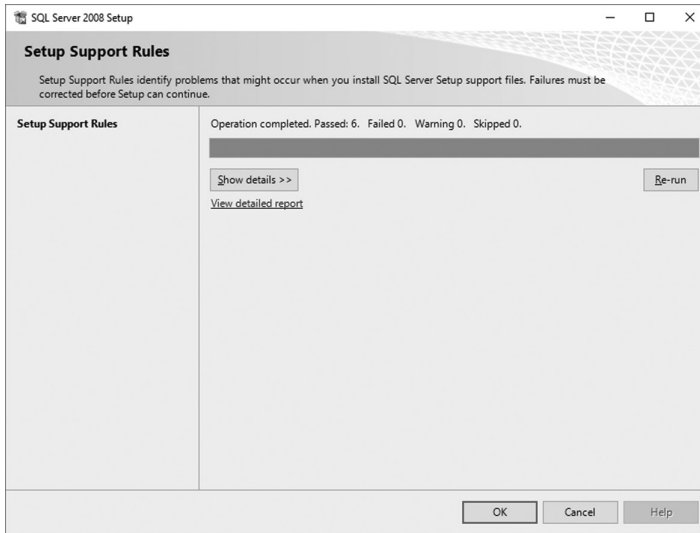 SQL Server 2008 Setup
Setup Support Rules
Setup Support Rules identify problems that might occur when you install SQL Server Setup support files. Failures must be
corrected before Setup can continue.
Setup Support Rules
Operation completed. Passed: 6. Failed 0. Warning 0. Skipped 0.
Show details >>
Re-run
View detailed report
OK
Cancel
Help